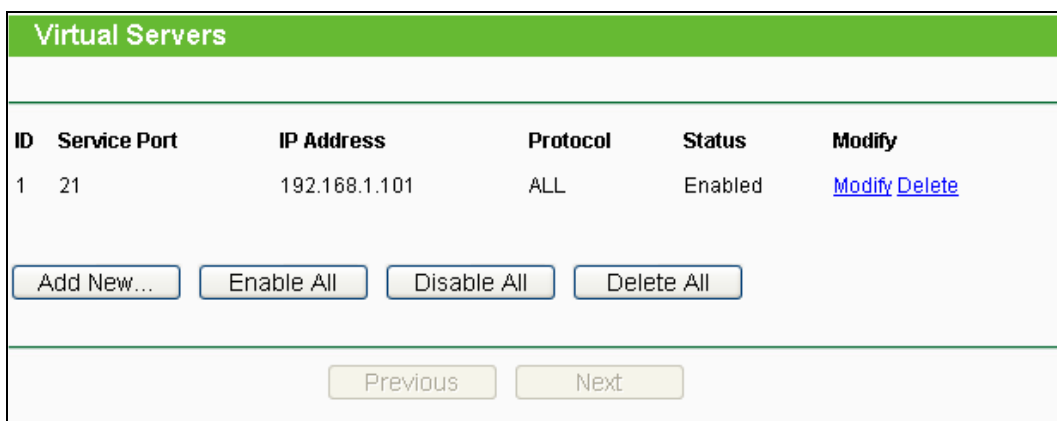 Virtual Servers
ID Service Port IP Address Protocol Status Modify
1 21 192.168.1.101 ALL Enabled Modify Delete
Add New... Enable All Disable All Delete All
Previous Next